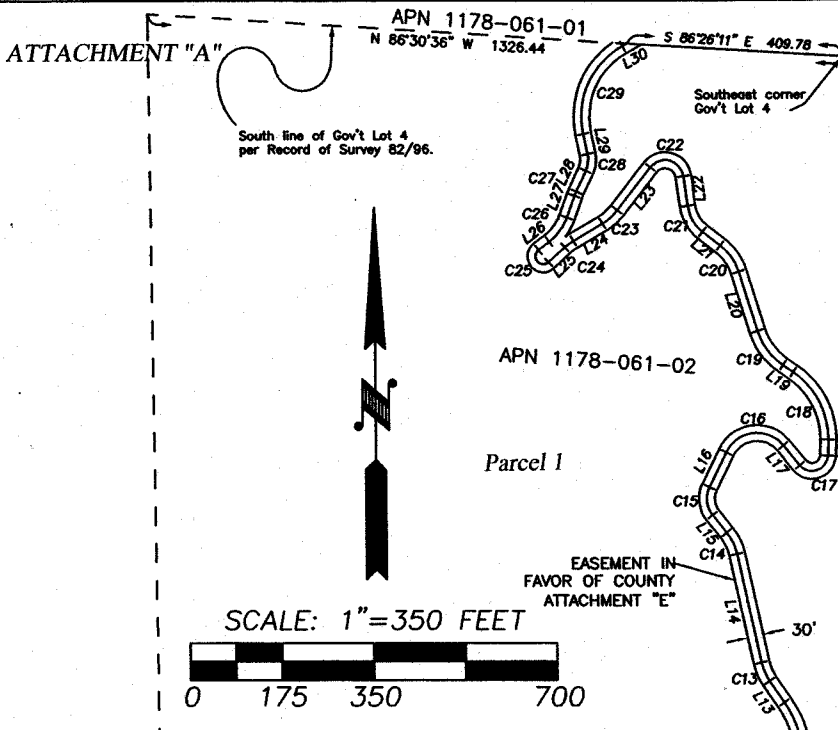 APN 1178-061-01
N 86°30'36" W 1326.44
S 86°26'11" E 409.78
ATTACHMENT "A"
L30
C29
Southeast corner
Gov't Lot 4
South line of Gov't Lot 4
per Record of Survey 82/96.
L29
C22
C28
L28
C27
L23
L22
L27
C26
C23
C21
L26
L24
L21
C25
L25
C24
C20
L20
APN 1178-061-02
C19
L19
C18
C16
L16
L17
Parcel 1
C17
C15
L15
C14
EASEMENT IN
FAVOR OF COUNTY
ATTACHMENT "E"
L14
30'
SCALE: 1"=350 FEET
C13
L13
0 175 350 700